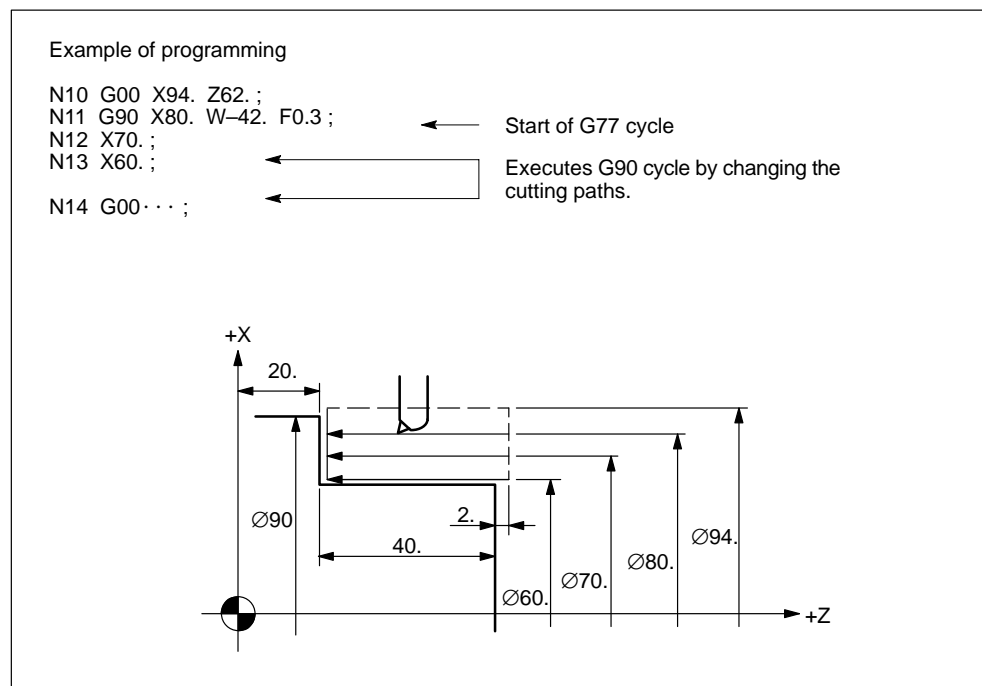 Example of programming
N10 G00 X94. Z62. ;
N11 G90 X80. W–42. F0.3 ;
Start of G77 cycle
N12 X70. ;
N13 X60. ;
Executes G90 cycle by changing the
cutting paths.
N14 G00 · · · ;
+X
20.
∅90
2.
40.
∅60.
∅70.
∅80.
∅94.
+Z